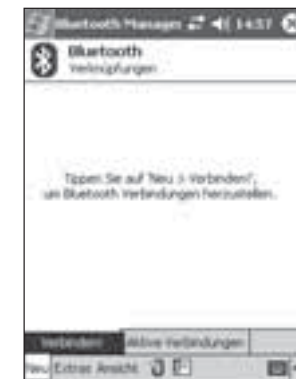 Bluetooth Manager 14:57
Bluetooth
Verknüpfungen
Tippen Sie auf 'Neu > Verbinden',
um Bluetooth Verbindungen herzustellen.
Verbinden Aktive Verbindungen
Neu Extras Ansicht